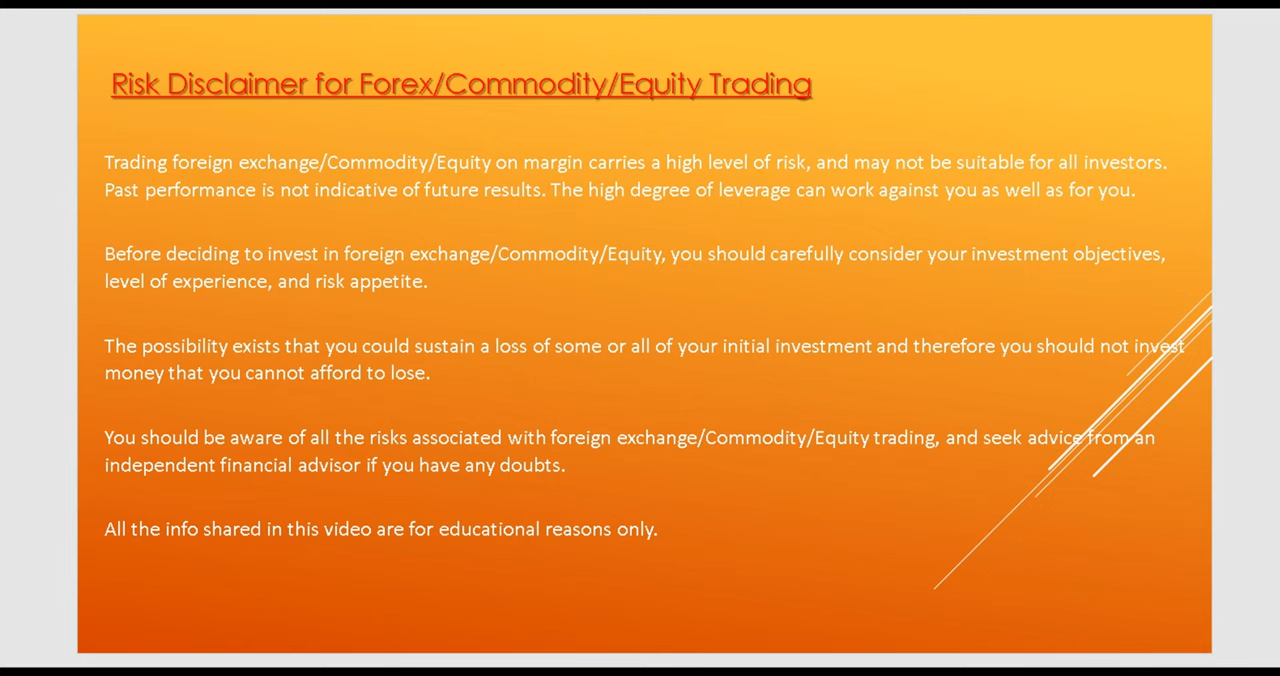 Risk Disclaimer for Forex/Commodity/Equity Trading
Trading foreign exchange/Commodity/Equity on margin carries a high level of risk, and may not be suitable for all investors.
Past performance is not indicative of future results. The high degree of leverage can work against you as well as for you.
Before deciding to invest in foreign exchange/Commodity/Equity, you should carefully consider your investment objectives,
level of experience, and risk appetite.
The possibility exists that you could sustain a loss of some or all of your initial investment and therefore you should not invest
money that you cannot afford to lose.
You should be aware of all the risks associated with foreign exchange/Commodity/Equity trading, and seek advice from an
independent financial advisor if you have any doubts.
All the info shared in this video are for educational reasons only.